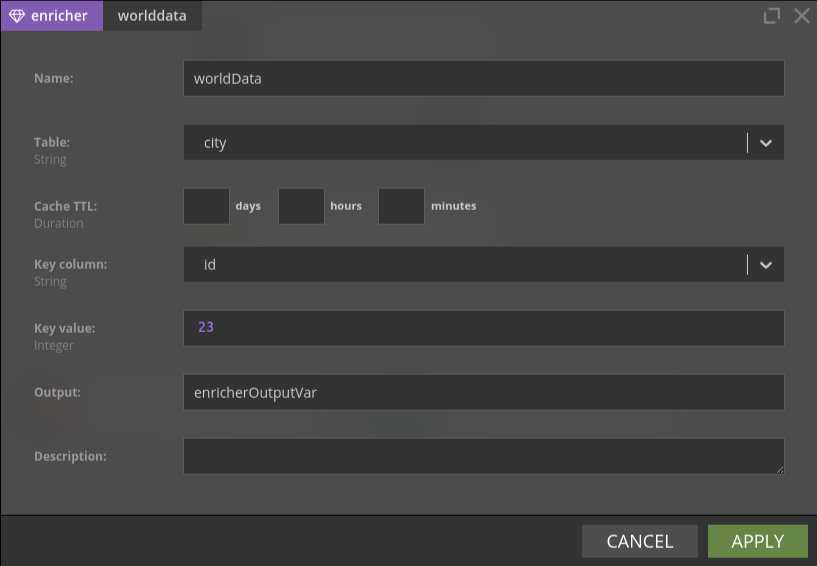 enricher worlddata
Name: worldData
Table: city
String
Cache TTL: days hours minutes
Duration
Key column: id
String
Key value: 23
Integer
Output: enricherOutputVar
Description:
CANCEL APPLY